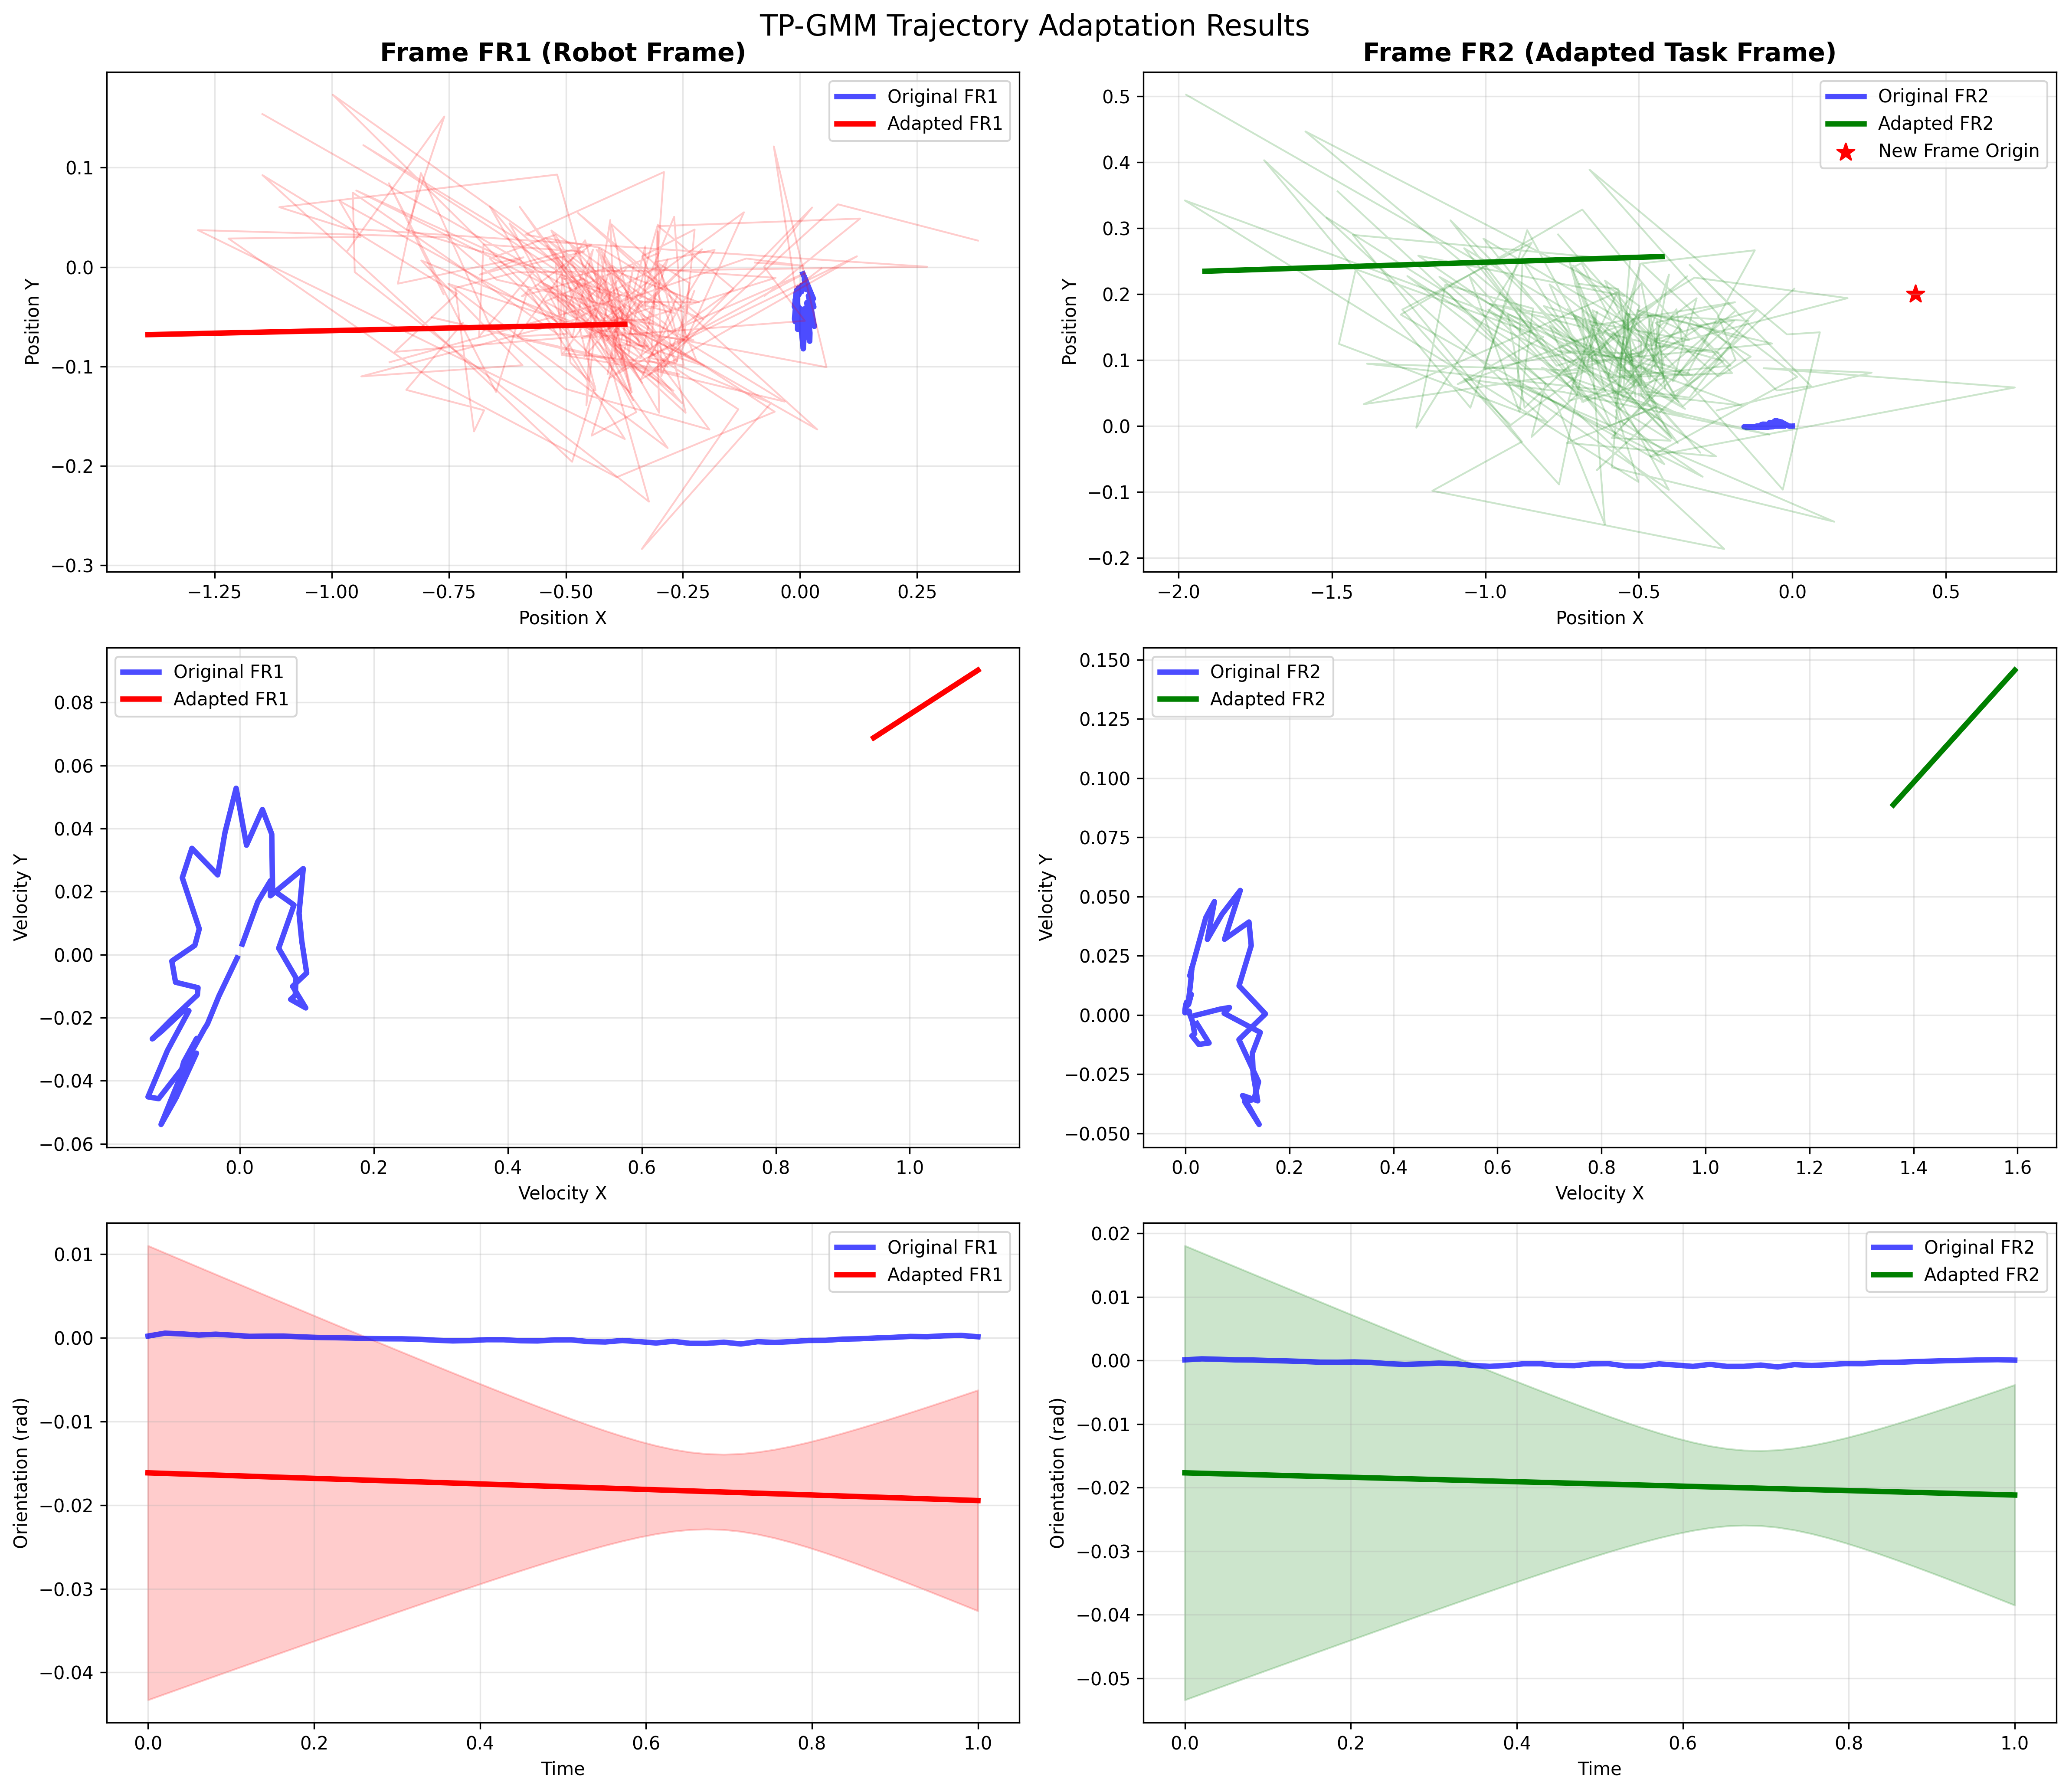 TP-GMM Trajectory Adaptation Results
Frame FR1 (Robot Frame)
Original FR1
Adapted FR1
0.1
0.0
−0.1
−0.2
−0.3
Position Y
−1.25 −1.00 −0.75 −0.50 −0.25 0.00 0.25
Position X
Frame FR2 (Adapted Task Frame)
Original FR2
Adapted FR2
New Frame Origin
0.5
0.4
0.3
0.2
0.1
0.0
−0.1
−0.2
Position Y
−2.0 −1.5 −1.0 −0.5 0.0 0.5
Position X
Original FR1
Adapted FR1
0.08
0.06
0.04
0.02
0.00
−0.02
−0.04
−0.06
Velocity Y
0.0 0.2 0.4 0.6 0.8 1.0
Velocity X
Original FR2
Adapted FR2
0.150
0.125
0.100
0.075
0.050
0.025
0.000
−0.025
−0.050
Velocity Y
0.0 0.2 0.4 0.6 0.8 1.0 1.2 1.4 1.6
Velocity X
Original FR1
Adapted FR1
0.01
0.00
−0.01
−0.02
−0.03
−0.04
Orientation (rad)
0.0 0.2 0.4 0.6 0.8 1.0
Time
Original FR2
Adapted FR2
0.02
0.01
0.00
−0.01
−0.02
−0.03
−0.04
−0.05
Orientation (rad)
0.0 0.2 0.4 0.6 0.8 1.0
Time